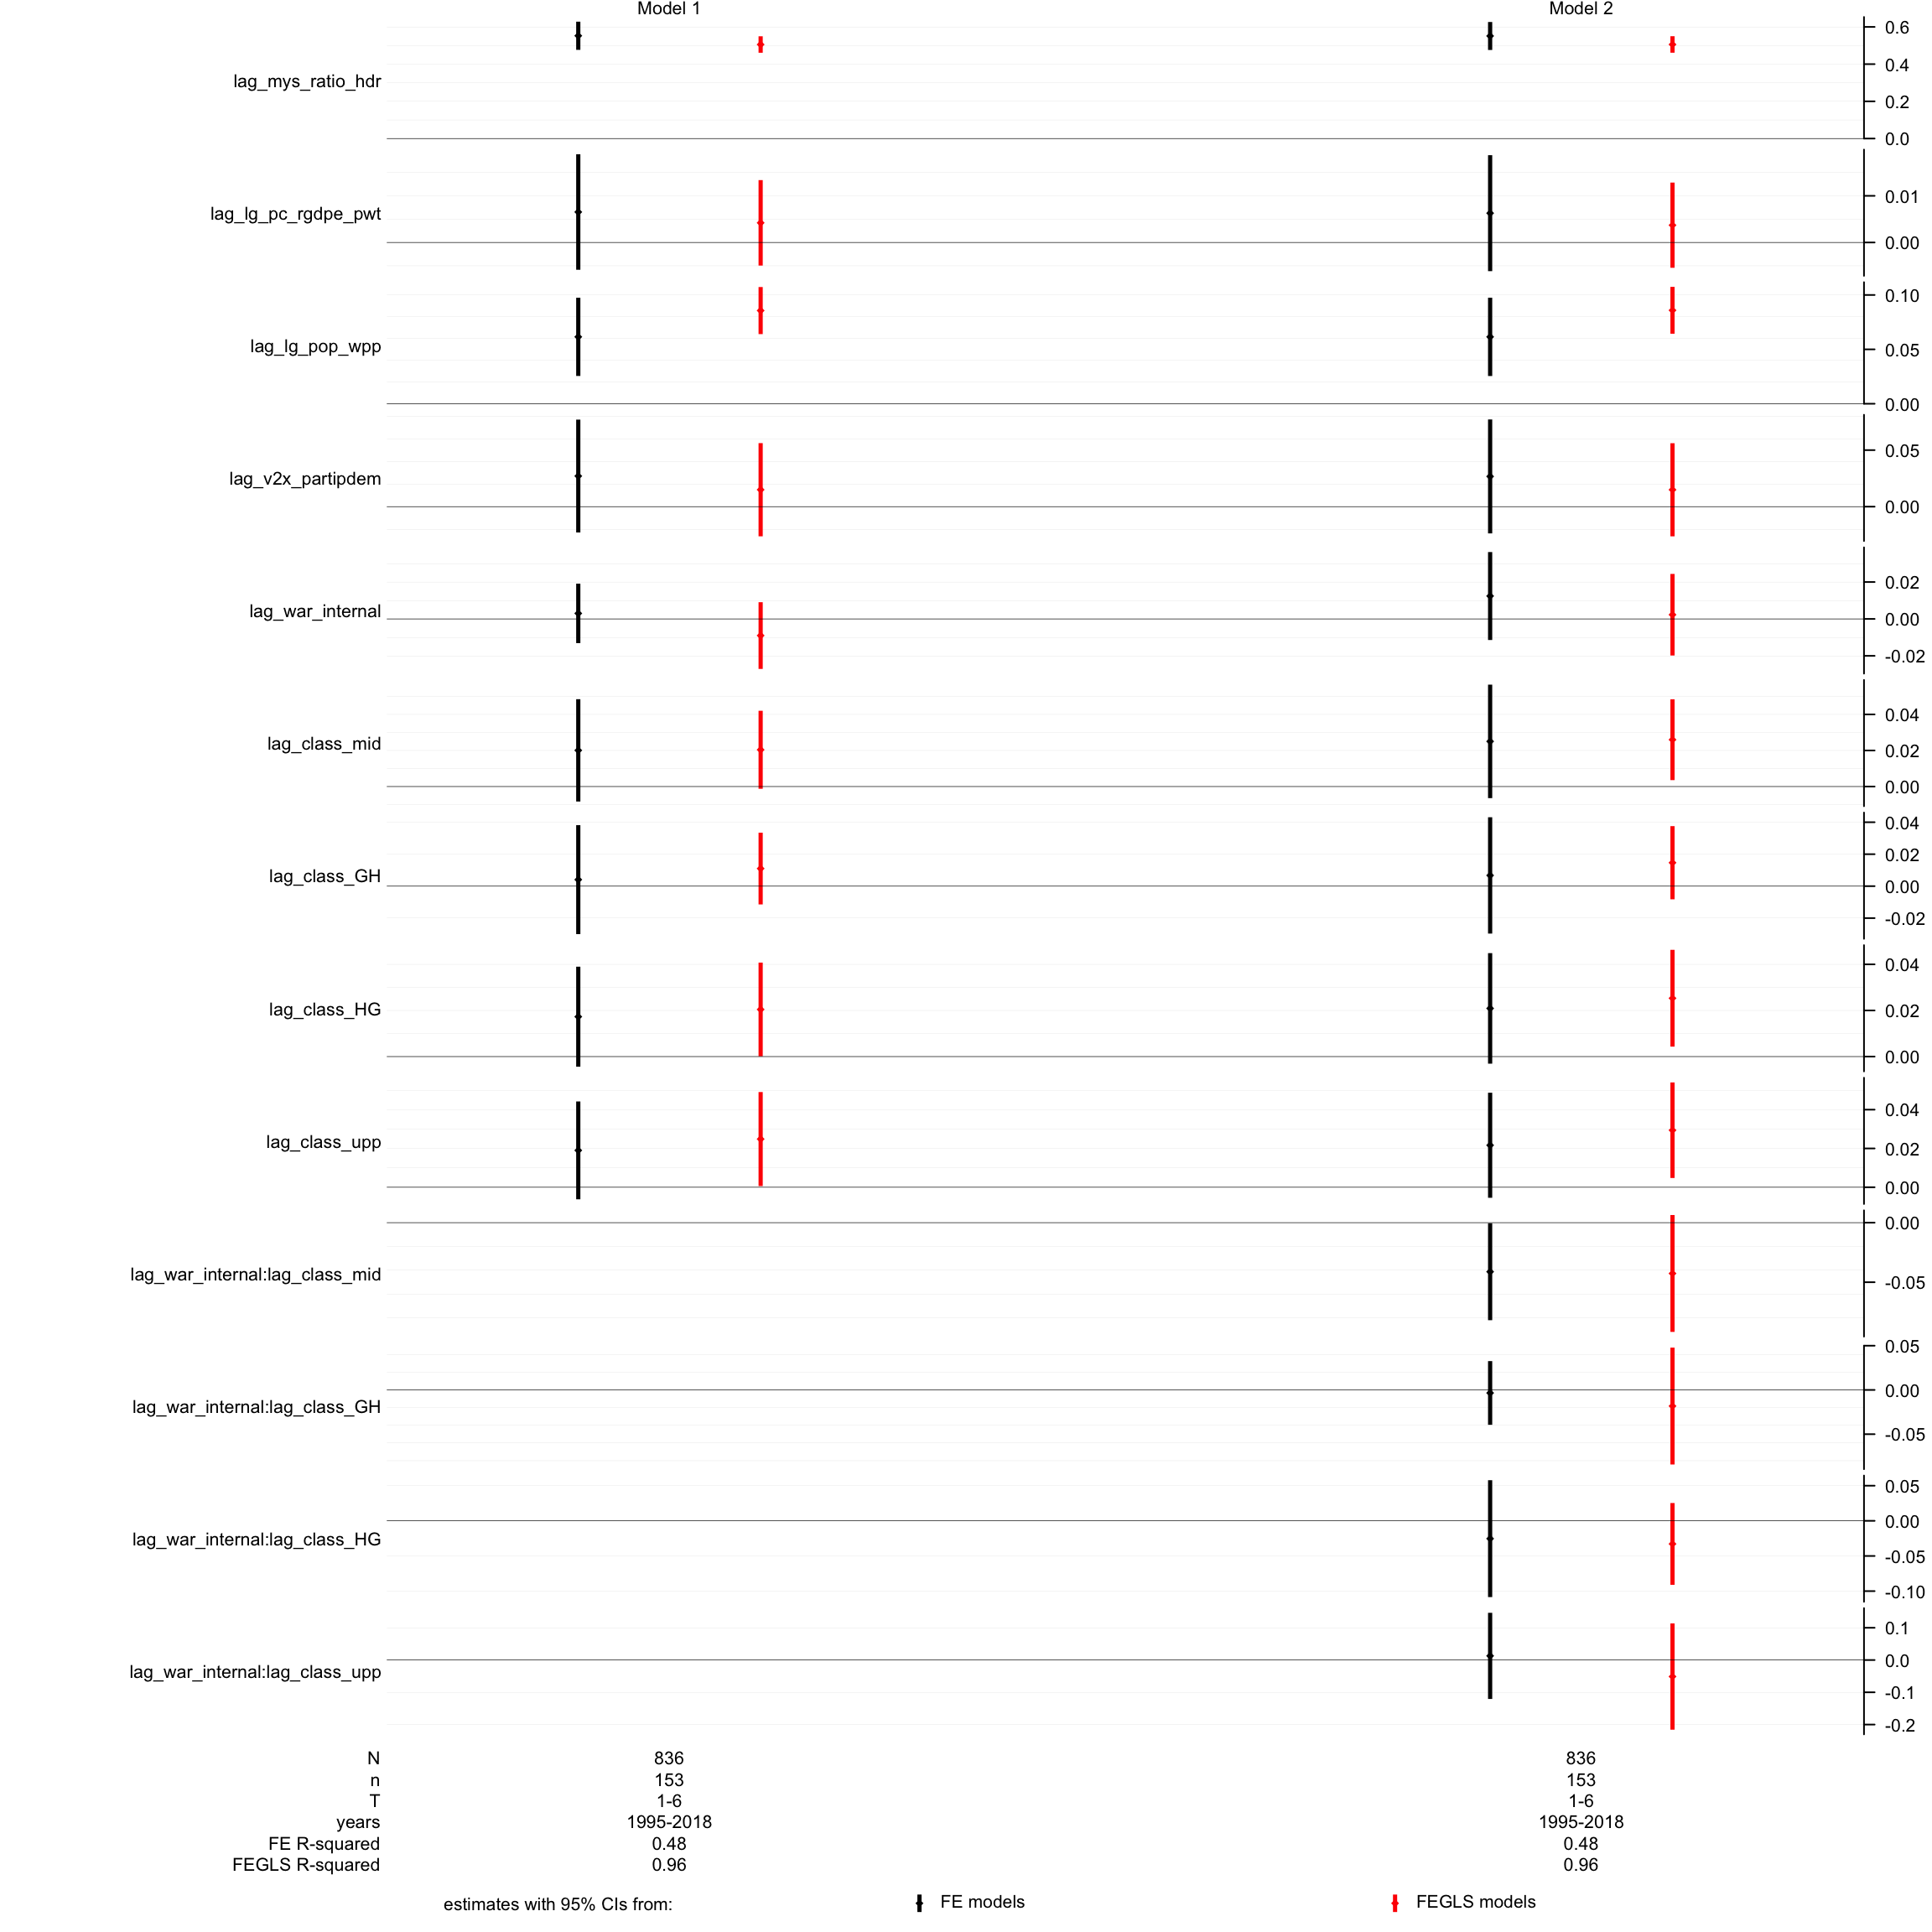 Model 1 Model 2
lag_mys_ratio_hdr
0.6
0.4
0.2
0.0
lag_lg_pc_rgdpe_pwt
0.01
0.00
lag_lg_pop_wpp
0.10
0.05
0.00
lag_v2x_partipdem
0.05
0.00
lag_war_internal
0.02
0.00
-0.02
lag_class_mid
0.04
0.02
0.00
lag_class_GH
0.04
0.02
0.00
-0.02
lag_class_HG
0.04
0.02
0.00
lag_class_upp
0.04
0.02
0.00
lag_war_internal:lag_class_mid
0.00
-0.05
lag_war_internal:lag_class_GH
0.05
0.00
-0.05
lag_war_internal:lag_class_HG
0.05
0.00
-0.05
-0.10
lag_war_internal:lag_class_upp
0.1
0.0
-0.1
-0.2
N 836 836
n 153 153
T 1-6 1-6
years 1995-2018 1995-2018
FE R-squared 0.48 0.48
FEGLS R-squared 0.96 0.96
estimates with 95% CIs from: FE models FEGLS models